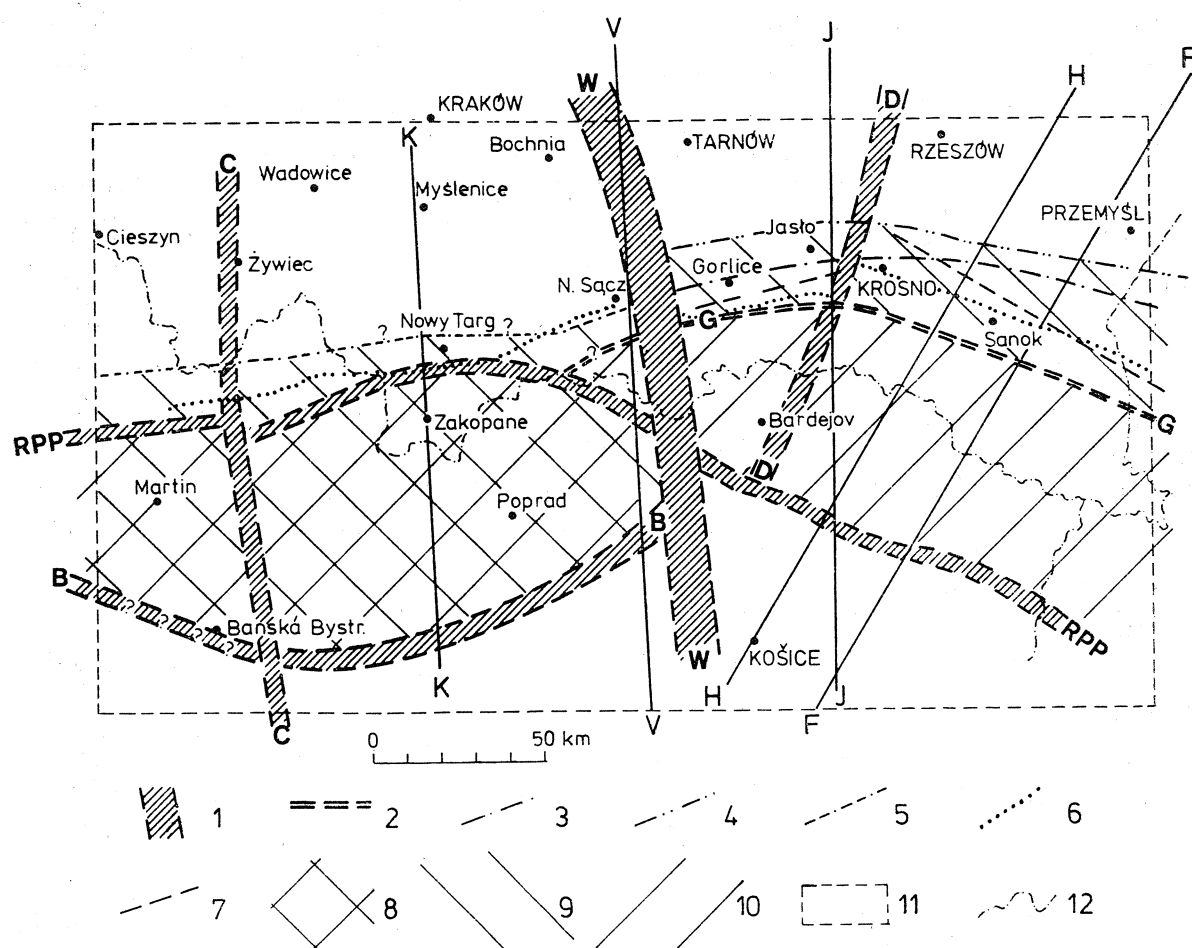 V
J
H
F
W
/D/
K
KRAKÓW
Bochnia
TARNÓW
RZESZÓW
C
Wadowice
Myślenice
PRZEMYŚL
Cieszyn
Żywiec
Jasło
Gorlice
KROSNO
N. Sącz
Nowy Targ
?
?
?
G
Sanok
G
RPP
Zakopane
Bardejov
/D/
Martin
Poprad
B
B
?
?
?
?
Banská Bystr.
RPP
KOŠICE
W
K
H
J
C
V
F
0
50 km
1
2
3
4
5
6
7
8
9
10
11
12